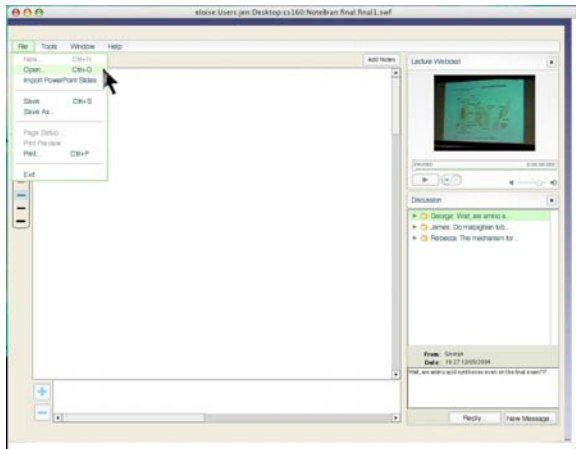 eloise:Users:jen:Desktop:cs160:NoteBran final:final1.swf
File Tools Window Help
New... Ctrl+N
Open... Ctrl+O
Import PowerPoint Slides
Save Ctrl+S
Save As...
Page Setup...
Print Preview
Print... Ctrl+P
Exit
Add Notes
Lecture Webcast
Discussion
George: Wait, are amino a...
James: Do malpighian tub...
Rebecca: The mechanism for...
From: George
Date: 16:27 12/05/2004
Wait, are amino acid syntheses even on the final exam?!?
Reply... New Message...